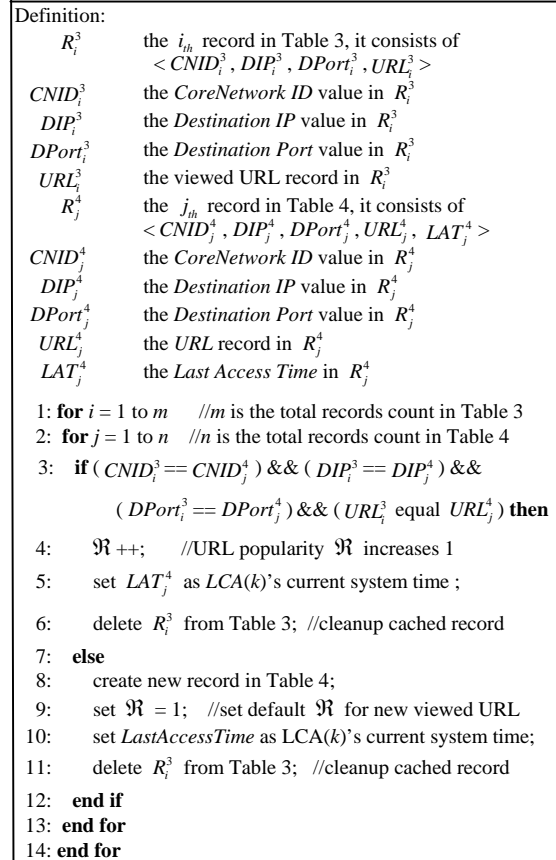 Definition:
R_i^3 the i_th record in Table 3, it consists of
< CNID_i^3 , DIP_i^3 , DPort_i^3 , URL_i^3 >
CNID_i^3 the CoreNetwork ID value in R_i^3
DIP_i^3 the Destination IP value in R_i^3
DPort_i^3 the Destination Port value in R_i^3
URL_i^3 the viewed URL record in R_i^3
R_j^4 the j_th record in Table 4, it consists of
< CNID_j^4 , DIP_j^4 , DPort_j^4 , URL_j^4 , LAT_j^4 >
CNID_j^4 the CoreNetwork ID value in R_j^4
DIP_j^4 the Destination IP value in R_j^4
DPort_j^4 the Destination Port value in R_j^4
URL_j^4 the URL record in R_j^4
LAT_j^4 the Last Access Time in R_j^4
1: for i = 1 to m //m is the total records count in Table 3
2: for j = 1 to n //n is the total records count in Table 4
3: if ( CNID_i^3 == CNID_j^4 ) && ( DIP_i^3 == DIP_j^4 ) &&
( DPort_i^3 == DPort_j^4 ) && ( URL_i^3 equal URL_j^4 ) then
4: ℜ ++; //URL popularity ℜ increases 1
5: set LAT_j^4 as LCA(k)'s current system time ;
6: delete R_i^3 from Table 3; //cleanup cached record
7: else
8: create new record in Table 4;
9: set ℜ = 1; //set default ℜ for new viewed URL
10: set LastAccessTime as LCA(k)'s current system time;
11: delete R_i^3 from Table 3; //cleanup cached record
12: end if
13: end for
14: end for